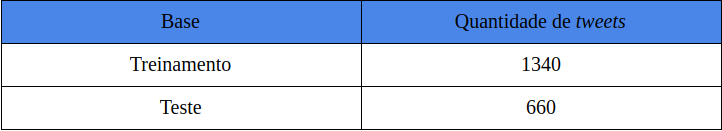 Base Quantidade de tweets
Treinamento 1340
Teste 660